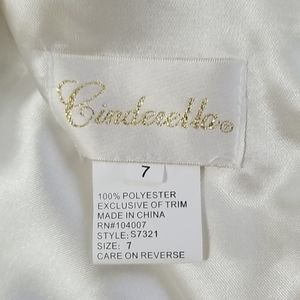 Cinderella©
7
100% POLYESTER
EXCLUSIVE OF TRIM
MADE IN CHINA
RN#104007
STYLE: S7321
SIZE: 7
CARE ON REVERSE